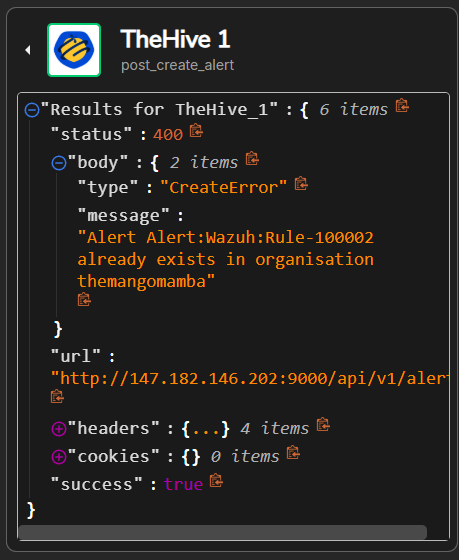 TheHive 1
post_create_alert
"Results for TheHive_1" : { 6 items
"status" : 400
"body" : { 2 items
"type" : "CreateError"
"message" :
"Alert Alert:Wazuh:Rule-100002
already exists in organisation
themangomamba"
}
"url" :
"http://147.182.146.202:9000/api/v1/alert
"headers" : {...} 4 items
"cookies" : {} 0 items
"success" : true
}